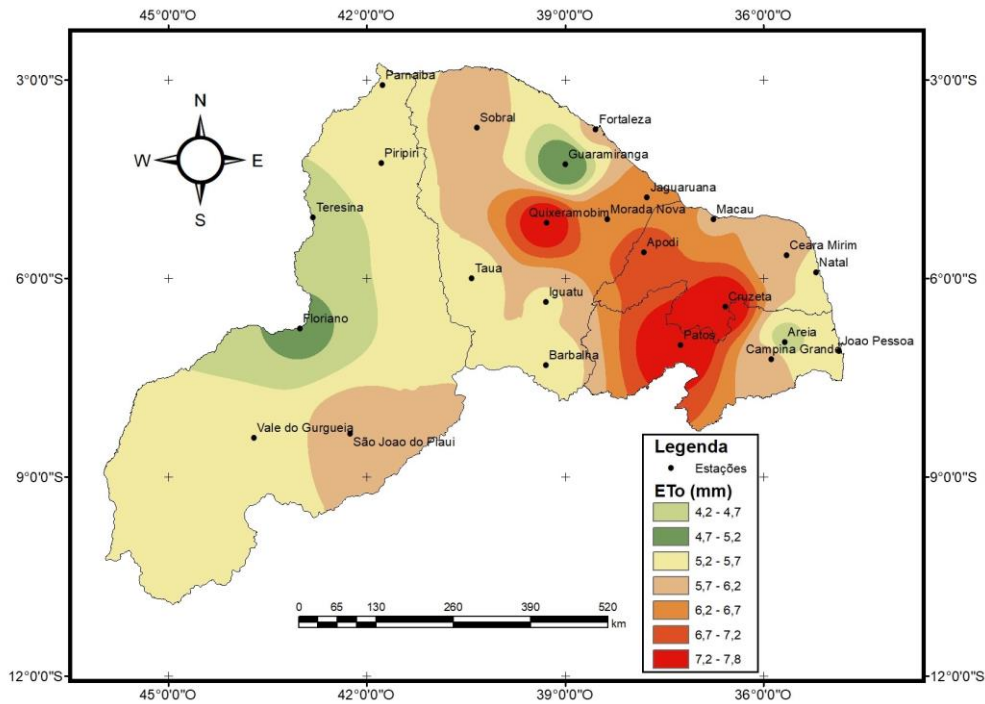 45°0'0"O 42°0'0"O 39°0'0"O 36°0'0"O
3°0'0"S 3°0'0"S
Parnaiba
Sobral
Fortaleza
N
W E
S
Piripiri
Guaramiranga
Jaguaruana
Teresina
Quixeramobim
Morada Nova
Macau
Apodi
Ceara Mirim
Natal
6°0'0"S 6°0'0"S
Taua
Iguatu
Cruzeta
Floriano
Patos
Areia
Joao Pessoa
Campina Grande
Barbalha
Vale do Gurgueia
São Joao do PIaui
9°0'0"S 9°0'0"S
Legenda
Estações
ETo (mm)
4,2 - 4,7
4,7 - 5,2
5,2 - 5,7
5,7 - 6,2
6,2 - 6,7
6,7 - 7,2
7,2 - 7,8
0 65 130 260 390 520
km
12°0'0"S 12°0'0"S
45°0'0"O 42°0'0"O 39°0'0"O 36°0'0"O